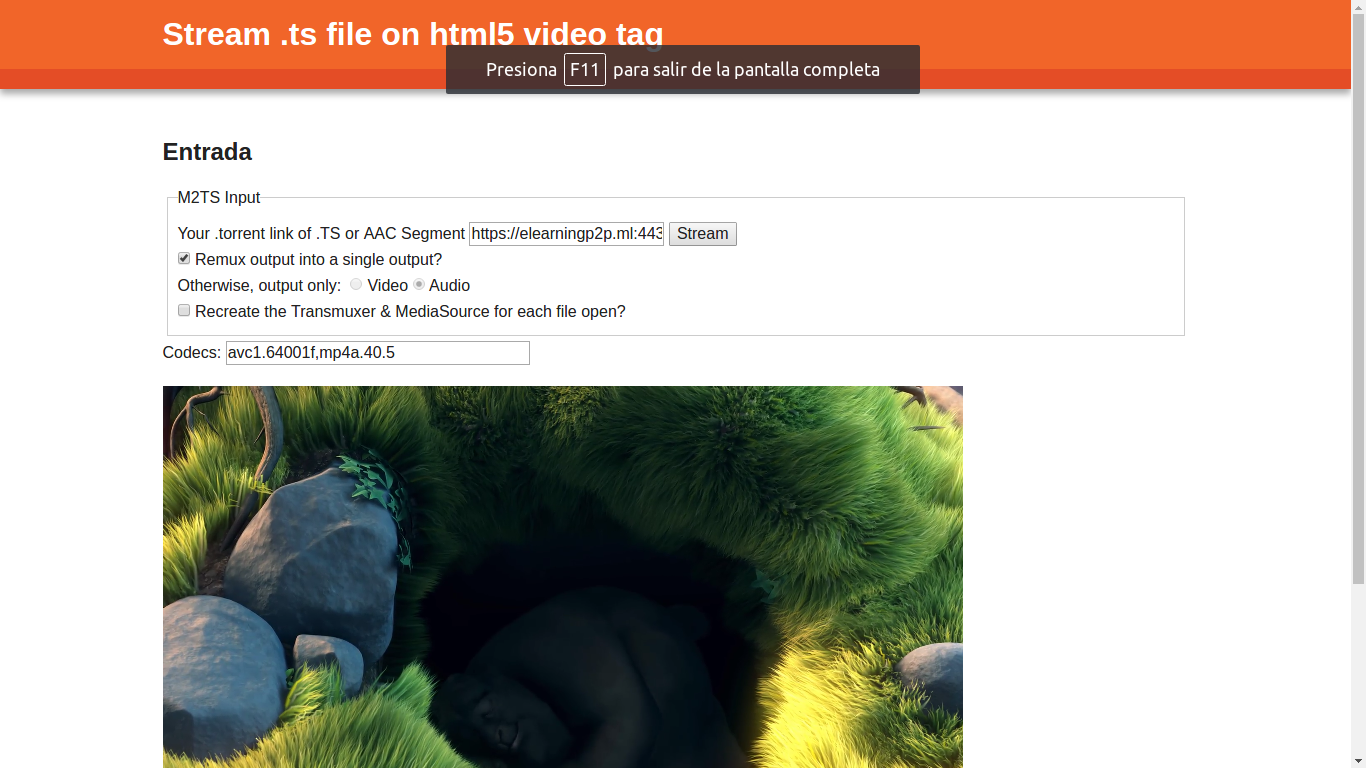 Stream .ts file on html5 video tag
Presiona F11 para salir de la pantalla completa
Entrada
M2TS Input
Your .torrent link of .TS or AAC Segment https://elearningp2p.ml:443 Stream
Remux output into a single output?
Otherwise, output only: Video Audio
Recreate the Transmuxer & MediaSource for each file open?
Codecs: avc1.64001f,mp4a.40.5